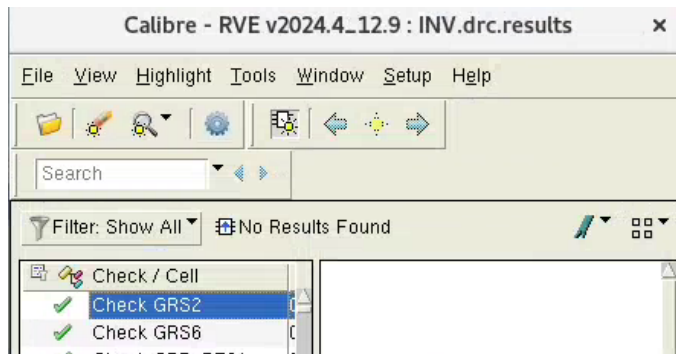 Calibre - RVE v2024.4_12.9 : INV.drc.results ×
File View Highlight Tools Window Setup Help
Search
Filter: Show All No Results Found
Check / Cell
Check GRS2
Check GRS6